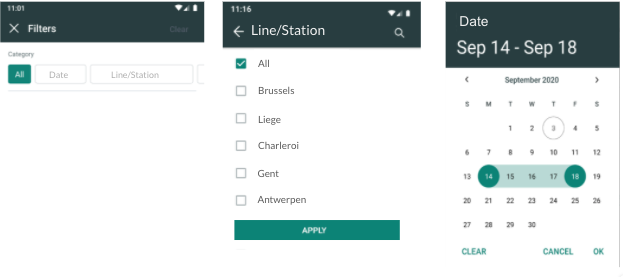 11:01
Filters
Clear
Category
All
Date
Line/Station
11:16
Line/Station
All
Brussels
Liege
Charleroi
Gent
Antwerpen
APPLY
Date
Sep 14 - Sep 18
September 2020
S M T W T F S
1 2 3 4 5
6 7 8 9 10 11 12
13 14 15 16 17 18 19
20 21 22 23 24 25 26
27 28 29 30
CLEAR CANCEL OK